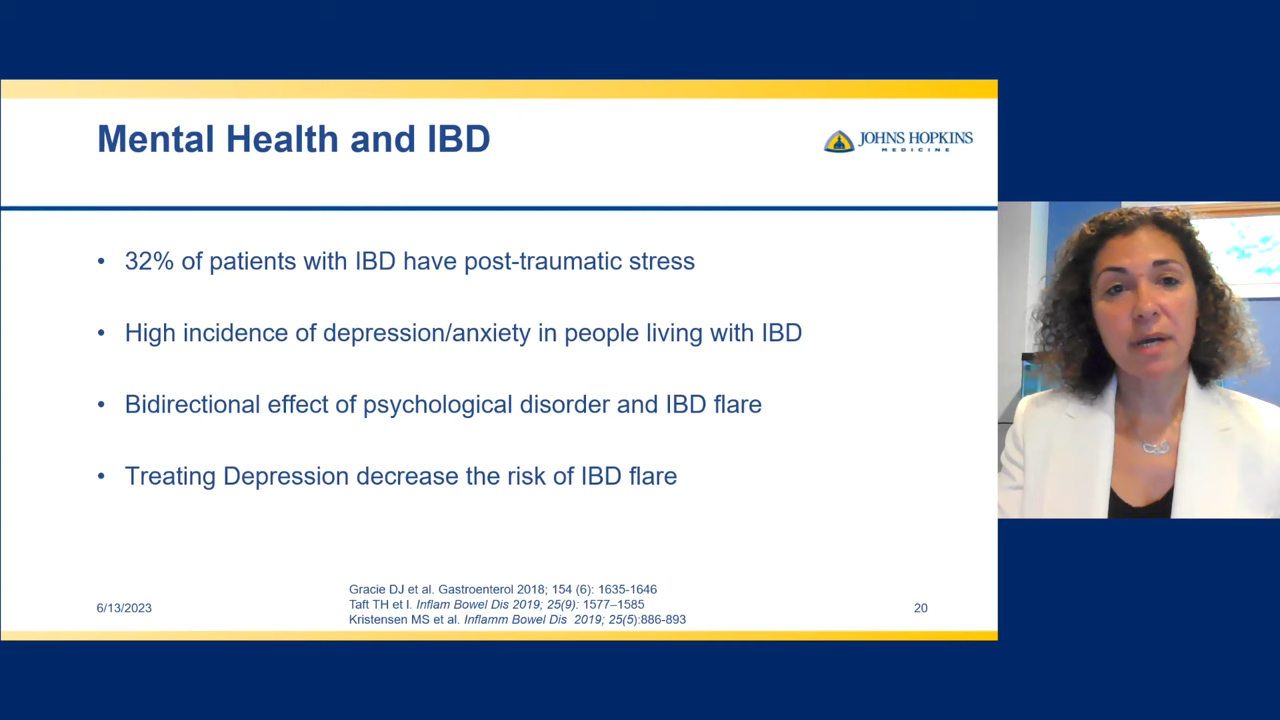 Mental Health and IBD
JOHNS HOPKINS
MEDICINE
• 32% of patients with IBD have post-traumatic stress
• High incidence of depression/anxiety in people living with IBD
• Bidirectional effect of psychological disorder and IBD flare
• Treating Depression decrease the risk of IBD flare
Gracie DJ et al. Gastroenterol 2018; 154 (6): 1635-1646
Taft TH et l. Inflam Bowel Dis 2019; 25(9): 1577–1585
Kristensen MS et al. Inflamm Bowel Dis 2019; 25(5):886-893
6/13/2023
20